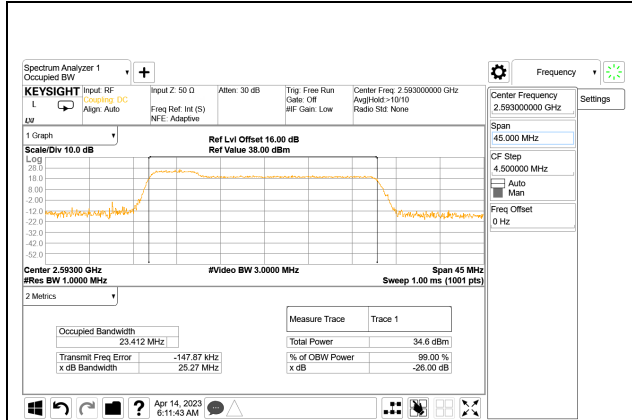 Spectrum Analyzer 1
Occupied BW
Frequency
KEYSIGHT Input: RF Input Z: 50 Ω Atten: 30 dB Trig: Free Run Center Freq: 2.593000000 GHz
Coupling: DC Gate: Off Avg|Hold:>10/10
L Align: Auto Freq Ref: Int (S) #IF Gain: Low Radio Std: None
NFE: Adaptive
Center Frequency
2.593000000 GHz
Settings
Span
45.000 MHz
CF Step
4.500000 MHz
Auto
Man
Freq Offset
0 Hz
1 Graph
Ref Lvl Offset 16.00 dB
Scale/Div 10.0 dB Ref Value 38.00 dBm
Log
28.0
18.0
8.00
-2.00
-12.0
-22.0
-32.0
-42.0
-52.0
Center 2.59300 GHz #Video BW 3.0000 MHz Span 45 MHz
#Res BW 1.0000 MHz Sweep 1.00 ms (1001 pts)
2 Metrics
Measure Trace Trace 1
Occupied Bandwidth
23.412 MHz Total Power 34.6 dBm
Transmit Freq Error -147.87 kHz % of OBW Power 99.00 %
x dB Bandwidth 25.27 MHz x dB -26.00 dB
Apr 14, 2023
6:11:43 AM